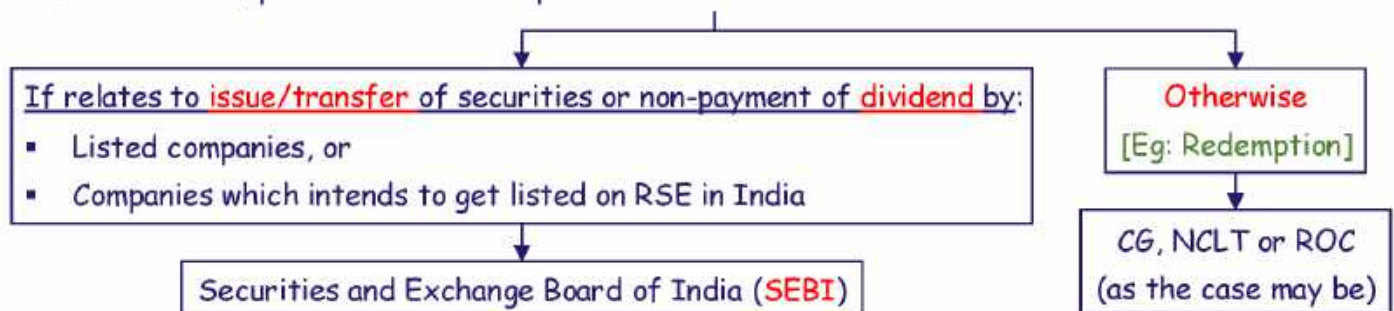 If relates to issue/transfer of securities or non-payment of dividend by:
▪ Listed companies, or
▪ Companies which intends to get listed on RSE in India
Securities and Exchange Board of India (SEBI)
Otherwise
[Eg: Redemption]
CG, NCLT or ROC
(as the case may be)